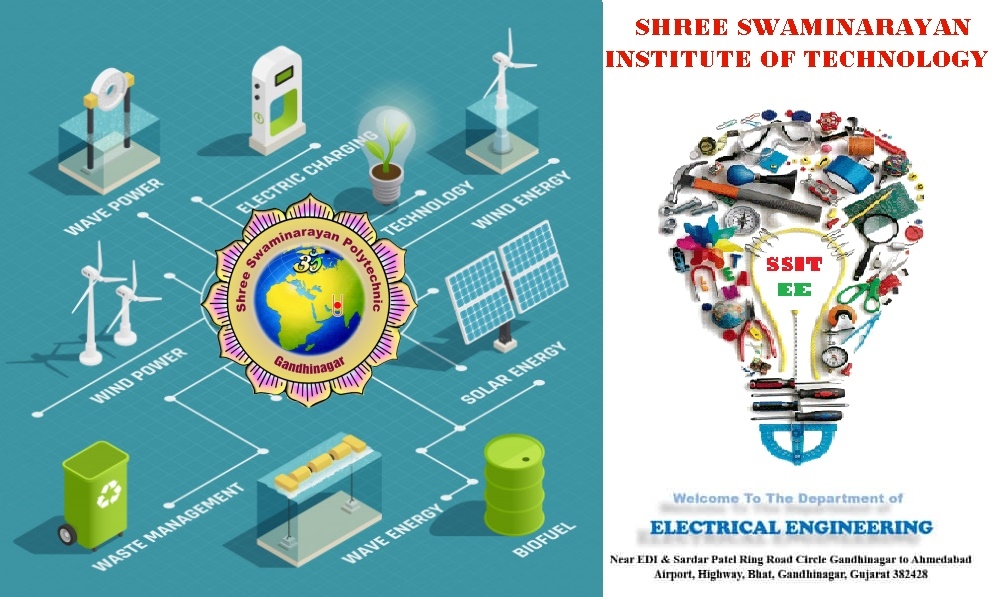 WAVE POWER
ELECTRIC CHARGING
TECHNOLOGY
WIND ENERGY
Shree Swaminarayan Polytechnic
ૐ
Gandhinagar
WIND POWER
SOLAR ENERGY
WASTE MANAGEMENT
WAVE ENERGY
BIOFUEL
SHREE SWAMINARAYAN
INSTITUTE OF TECHNOLOGY
SSIT
EE
Welcome To The Department of
ELECTRICAL ENGINEERING
Near EDI & Sardar Patel Ring Road Circle Gandhinagar to Ahmedabad
Airport, Highway, Bhat, Gandhinagar, Gujarat 382428